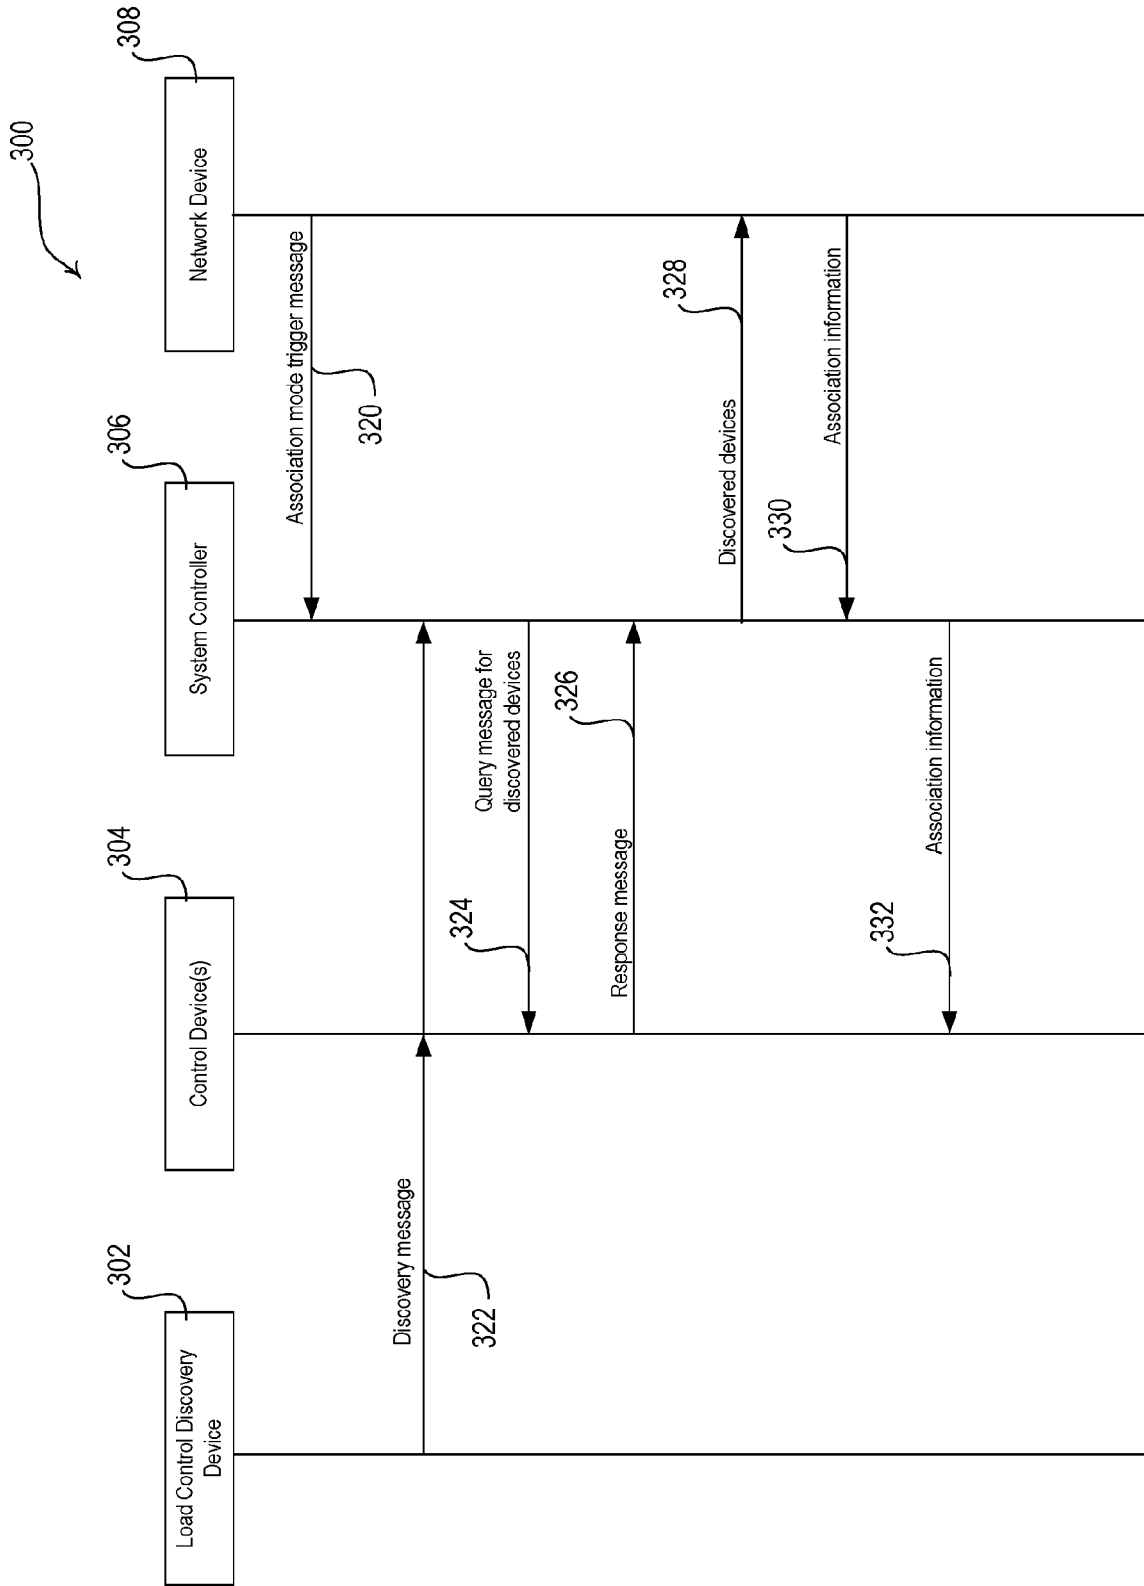 300
302
304
306
308
Load Control Discovery
Device
Control Device(s)
System Controller
Network Device
Association mode trigger message
320
Discovery message
322
Query message for
discovered devices
324
Response message
326
Discovered devices
328
Association information
330
Association information
332